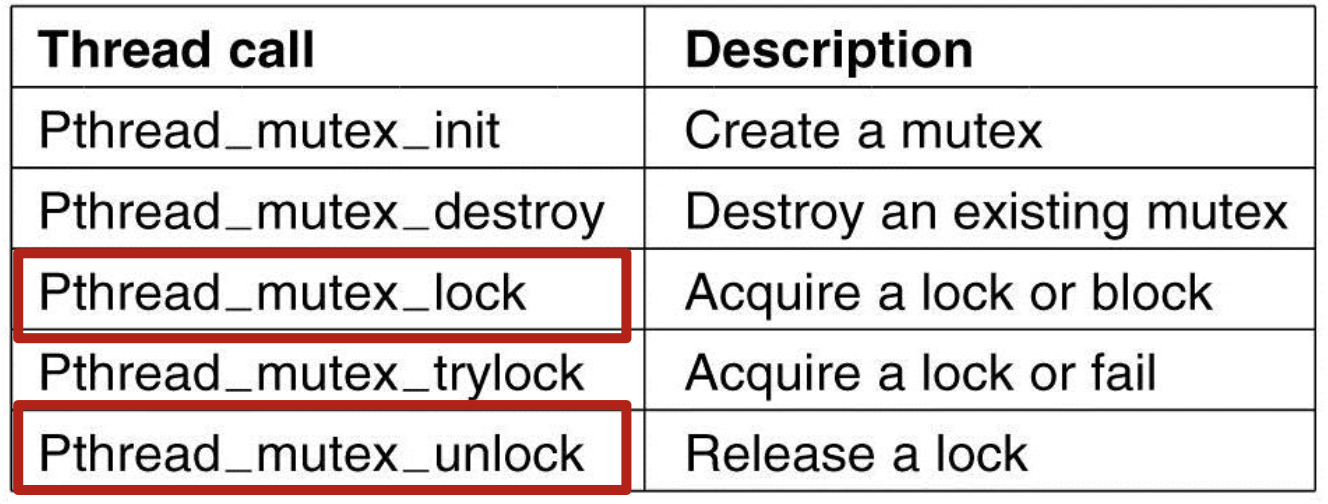 Thread call Description
Pthread_mutex_init Create a mutex
Pthread_mutex_destroy Destroy an existing mutex
Pthread_mutex_lock Acquire a lock or block
Pthread_mutex_trylock Acquire a lock or fail
Pthread_mutex_unlock Release a lock